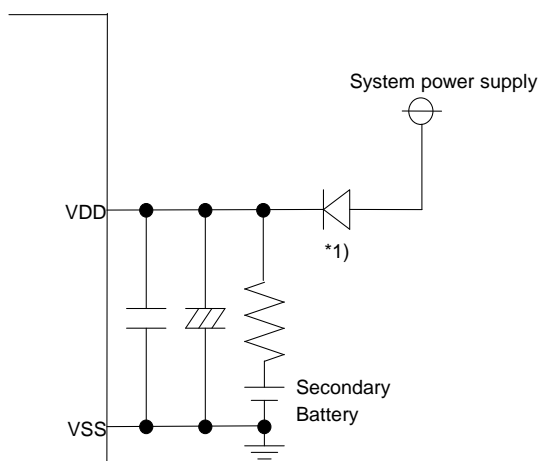 System power supply
VDD
*1)
Secondary
Battery
VSS